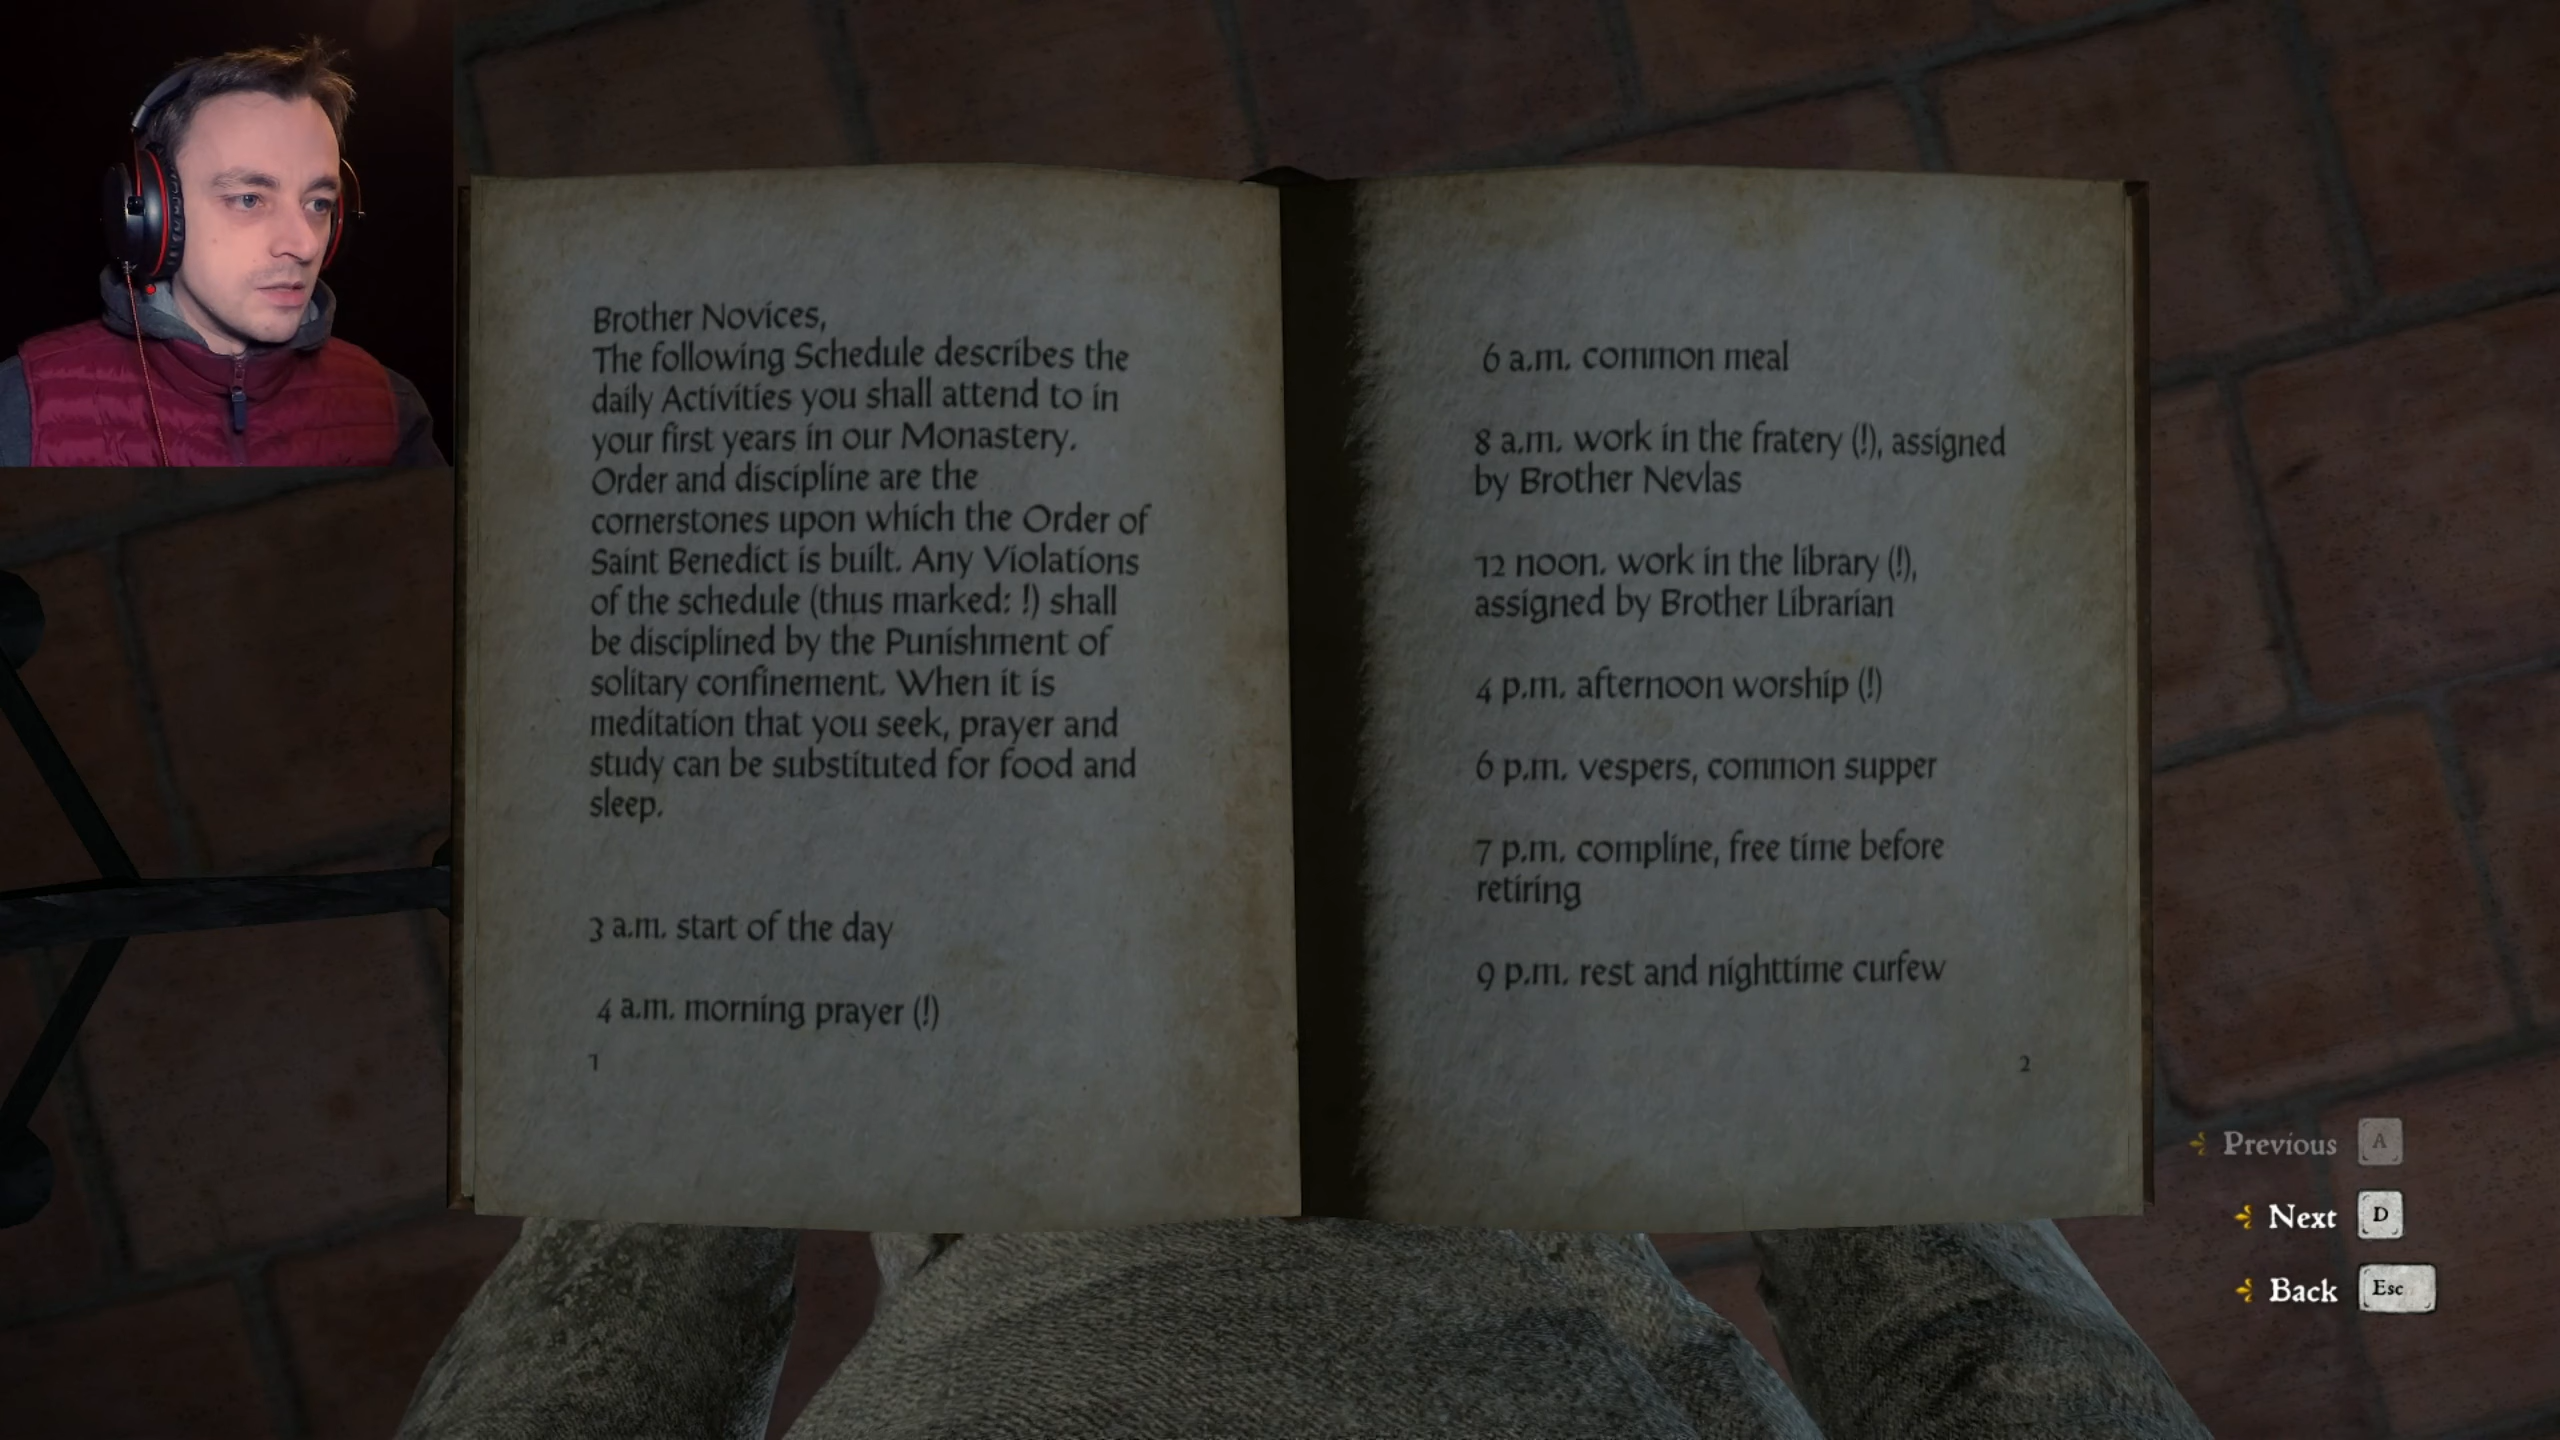 Brother Novices,
The following Schedule describes the
daily Activities you shall attend to in
your first years in our Monastery.
Order and discipline are the
cornerstones upon which the Order of
Saint Benedict is built. Any Violations
of the schedule (thus marked: !) shall
be disciplined by the Punishment of
solitary confinement. When it is
meditation that you seek, prayer and
study can be substituted for food and
sleep.
3 a.m. start of the day
4 a.m. morning prayer (!)
1
6 a.m. common meal
8 a.m. work in the fratery (!), assigned
by Brother Nevlas
12 noon. work in the library (!),
assigned by Brother Librarian
4 p.m. afternoon worship (!)
6 p.m. vespers, common supper
7 p.m. compline, free time before
retiring
9 p.m. rest and nighttime curfew
2
Previous A
Next D
Back Esc